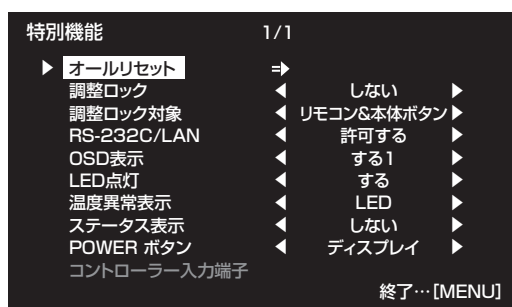 特別機能 1/1
オールリセット
調整ロック しない
調整ロック対象 リモコン&本体ボタン
RS-232C/LAN 許可する
OSD表示 する1
LED点灯 する
温度異常表示 LED
ステータス表示 しない
POWER ボタン ディスプレイ
コントローラー入力端子
終了…[MENU]